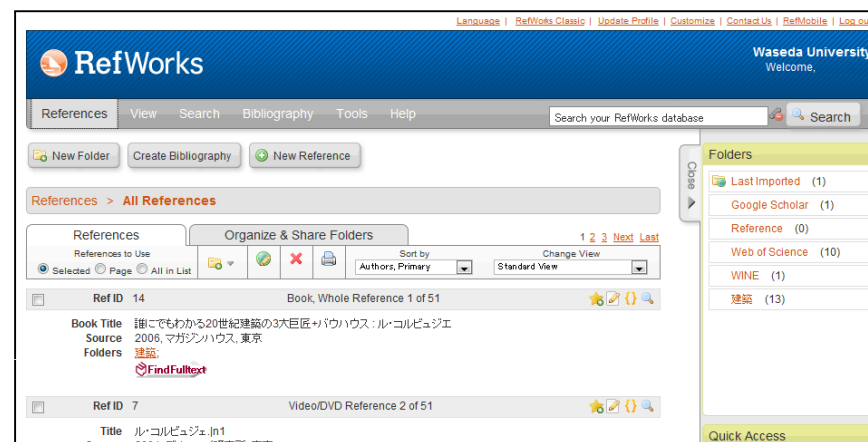 Language | RefWorks Classic | Update Profile | Customize | Contact Us | RefMobile | Log ou
RefWorks
Waseda University
Welcome,
References View Search Bibliography Tools Help
Search your RefWorks database
Search
New Folder Create Bibliography New Reference
Close
Folders
Last Imported (1)
Google Scholar (1)
Reference (0)
Web of Science (10)
WINE (1)
建築 (13)
References > All References
References Organize & Share Folders
1 2 3 Next Last
References to Use
Selected Page All in List
Sort by
Authors, Primary
Change View
Standard View
Ref ID 14 Book, Whole Reference 1 of 51
Book Title 誰にでもわかる20世紀建築の3大巨匠+バウハウス : ル・コルビュジエ
Source 2006, マガジンハウス, 東京
Folders 建築;
FindFulltext
Ref ID 7 Video/DVD Reference 2 of 51
Title ル・コルビュジェ.|n1
Quick Access